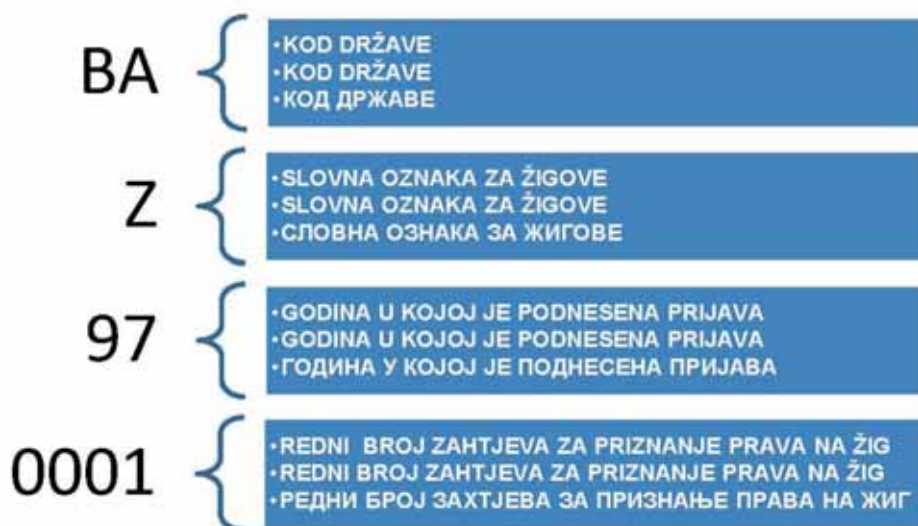 BA
•KOD DRŽAVE
•KOD DRŽAVE
•КОД ДРЖАВЕ
Z
•SLOVNA OZNAKA ZA ŽIGOVE
•SLOVNA OZNAKA ZA ŽIGOVE
•СЛОВНА ОЗНАКА ЗА ЖИГОВЕ
97
•GODINA U KOJOJ JE PODNESENA PRIJAVA
•GODINA U KOJOJ JE PODNESENA PRIJAVA
•ГОДИНА У КОЈОЈ ЈЕ ПОДНЕСЕНА ПРИЈАВА
0001
•REDNI BROJ ZAHTJEVA ZA PRIZNANJE PRAVA NA ŽIG
•REDNI BROJ ZAHTJEVA ZA PRIZNANJE PRAVA NA ŽIG
•РЕДНИ БРОЈ ЗАХТЈЕВА ЗА ПРИЗНАЊЕ ПРАВА НА ЖИГ